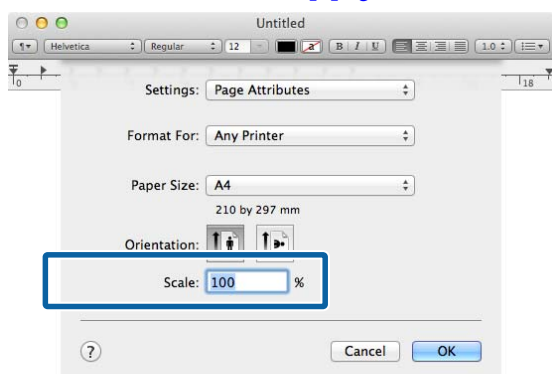 Untitled
¶ Helvetica Regular 12 a B I U 1.0
0 18
Settings: Page Attributes
Format For: Any Printer
Paper Size: A4
210 by 297 mm
Orientation:
Scale: 100 %
? Cancel OK